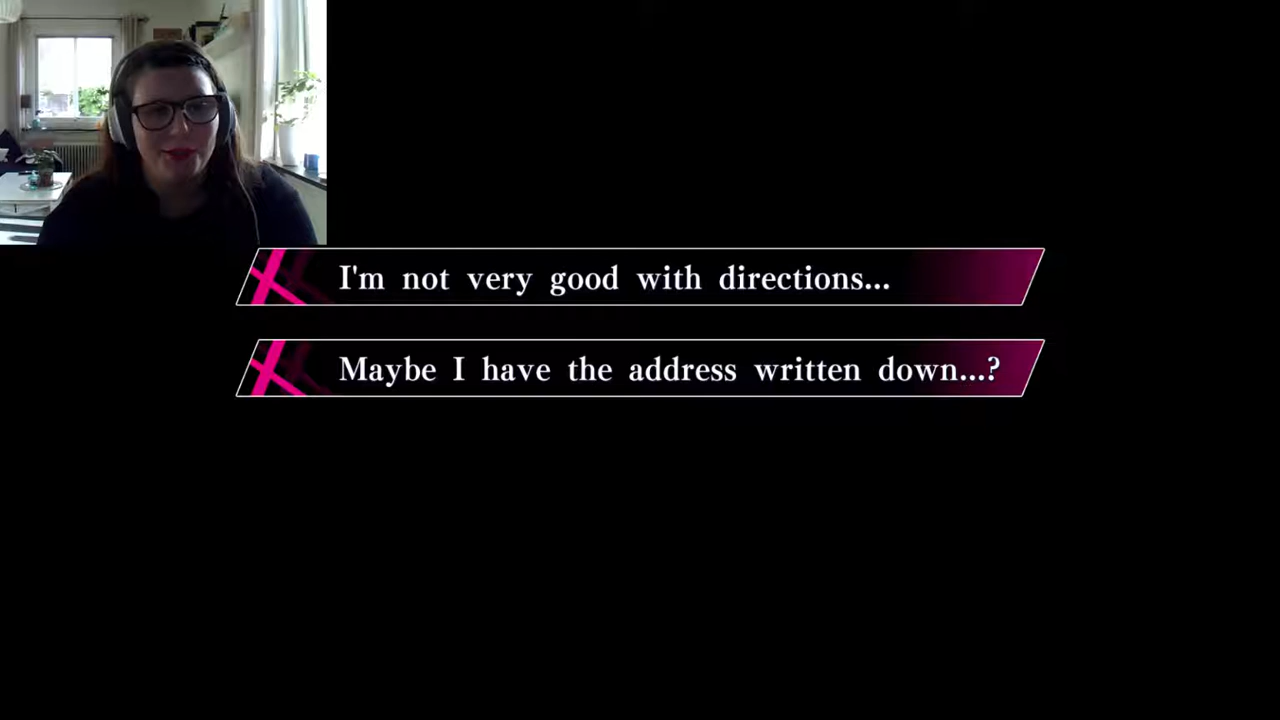 I'm not very good with directions...
Maybe I have the address written down...?